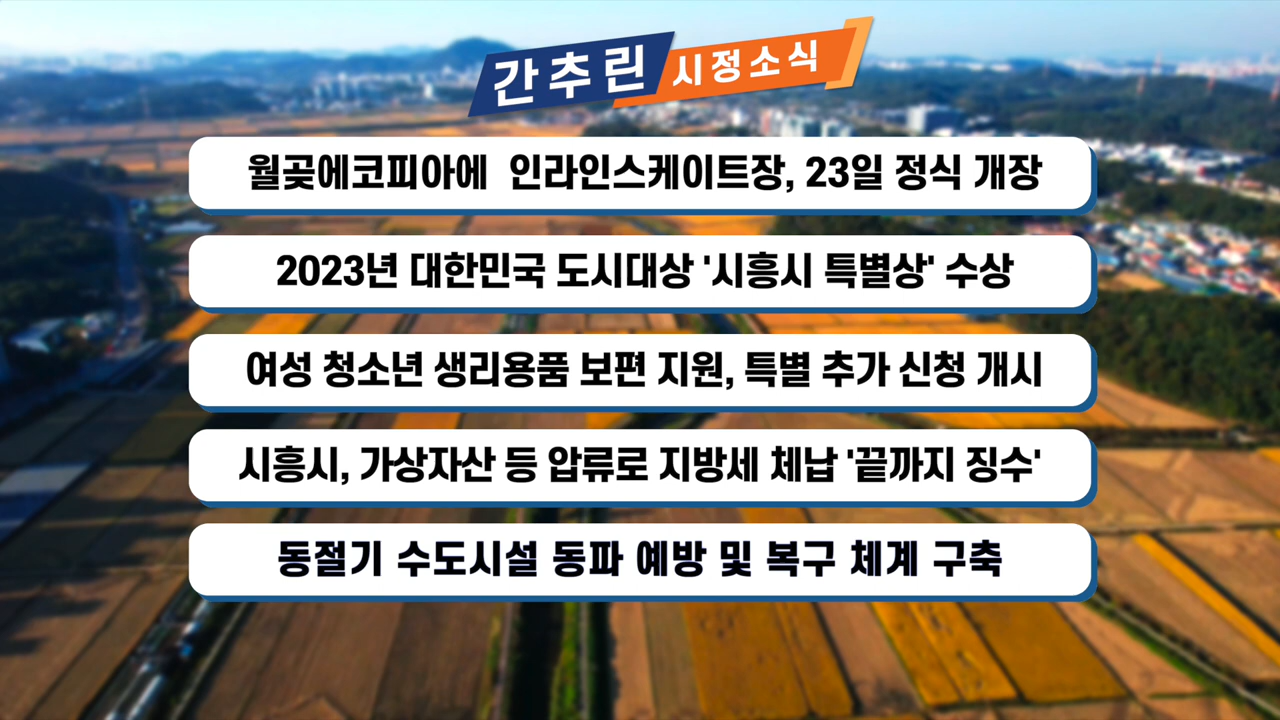 간추린 시정소식
월곶에코피아에 인라인스케이트장, 23일 정식 개장
2023년 대한민국 도시대상 '시흥시 특별상' 수상
여성 청소년 생리용품 보편 지원, 특별 추가 신청 개시
시흥시, 가상자산 등 압류로 지방세 체납 '끝까지 징수'
동절기 수도시설 동파 예방 및 복구 체계 구축